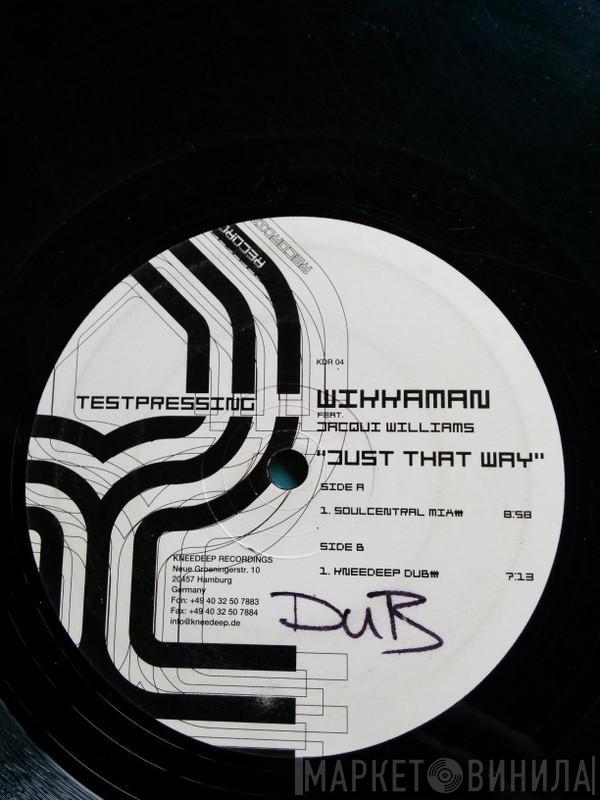 RECORDI
RECORDI
KDR 04
TESTPRESSING
WIKKAMAN
FEAT.
JACQUI WILLIAMS
"JUST THAT WAY"
SIDE A
1. SOULCENTRAL MIX 8:58
SIDE B
1. KNEEDEEP DUB 7:13
KNEEDEEP RECORDINGS
Neue Groeningerstr. 10
20457 Hamburg
Germany
Fon: +49 40 32 50 7883
Fax: +49 40 32 50 7884
info@kneedeep.de
DUB
МАРКЕТ ВИНИЛА